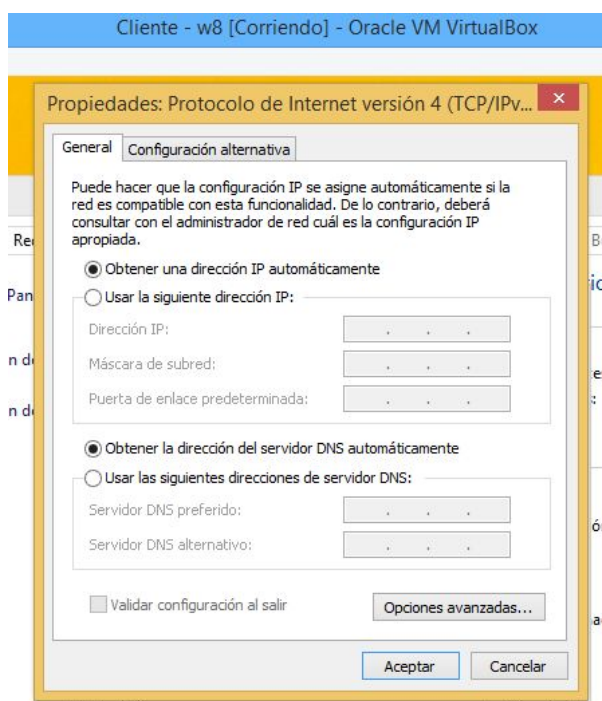 Cliente - w8 [Corriendo] - Oracle VM VirtualBox
Propiedades: Protocolo de Internet versión 4 (TCP/IPv...
General
Configuración alternativa
Puede hacer que la configuración IP se asigne automáticamente si la
red es compatible con esta funcionalidad. De lo contrario, deberá
consultar con el administrador de red cuál es la configuración IP
apropiada.
Obtener una dirección IP automáticamente
Usar la siguiente dirección IP:
Dirección IP:
Máscara de subred:
Puerta de enlace predeterminada:
Obtener la dirección del servidor DNS automáticamente
Usar las siguientes direcciones de servidor DNS:
Servidor DNS preferido:
Servidor DNS alternativo:
Validar configuración al salir
Opciones avanzadas...
Aceptar
Cancelar